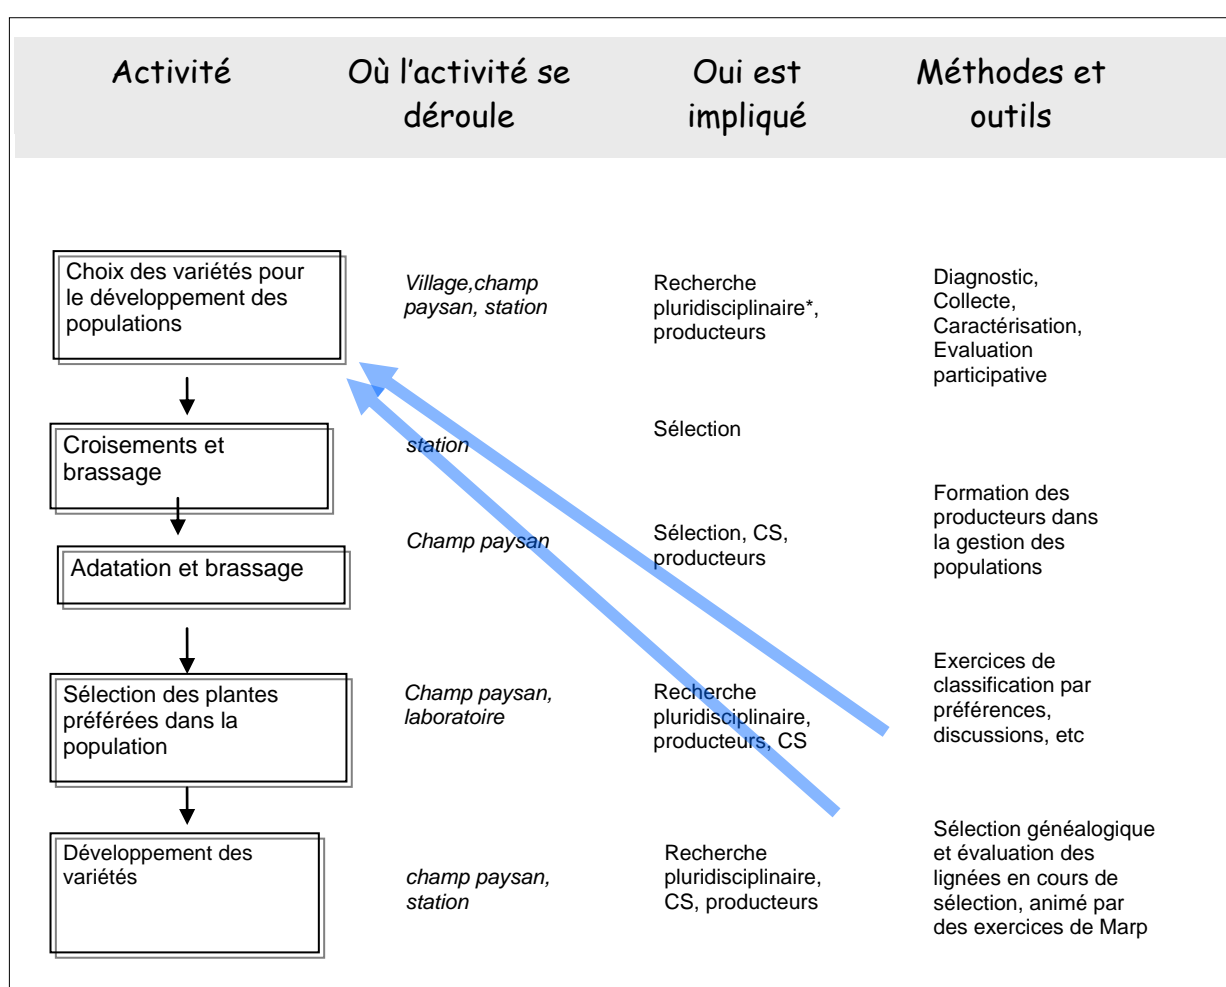 Activité
Où l'activité se
déroule
Oui est
impliqué
Méthodes et
outils
Choix des variétés pour
le développement des
populations
Village,champ
paysan, station
Recherche
pluridisciplinaire*,
producteurs
Diagnostic,
Collecte,
Caractérisation,
Evaluation
participative
Croisements et
brassage
station
Sélection
Adatation et brassage
Champ paysan
Sélection, CS,
producteurs
Formation des
producteurs dans
la gestion des
populations
Sélection des plantes
préférées dans la
population
Champ paysan,
laboratoire
Recherche
pluridisciplinaire,
producteurs, CS
Exercices de
classification par
préférences,
discussions, etc
Développement des
variétés
champ paysan,
station
Recherche
pluridisciplinaire,
CS, producteurs
Sélection généalogique
et évaluation des
lignées en cours de
sélection, animé par
des exercices de Marp